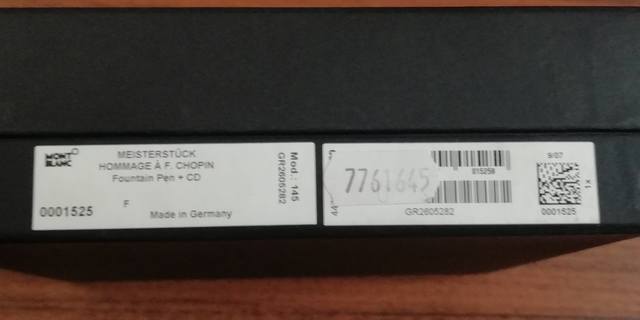 MONT
BLANC
MEISTERSTÜCK
HOMMAGE À F. CHOPIN
Fountain Pen + CD
0001525
F
Made in Germany
Mod.: 145
GR2605282
7761645
015258
GR2605282
9/07
0001525
1x